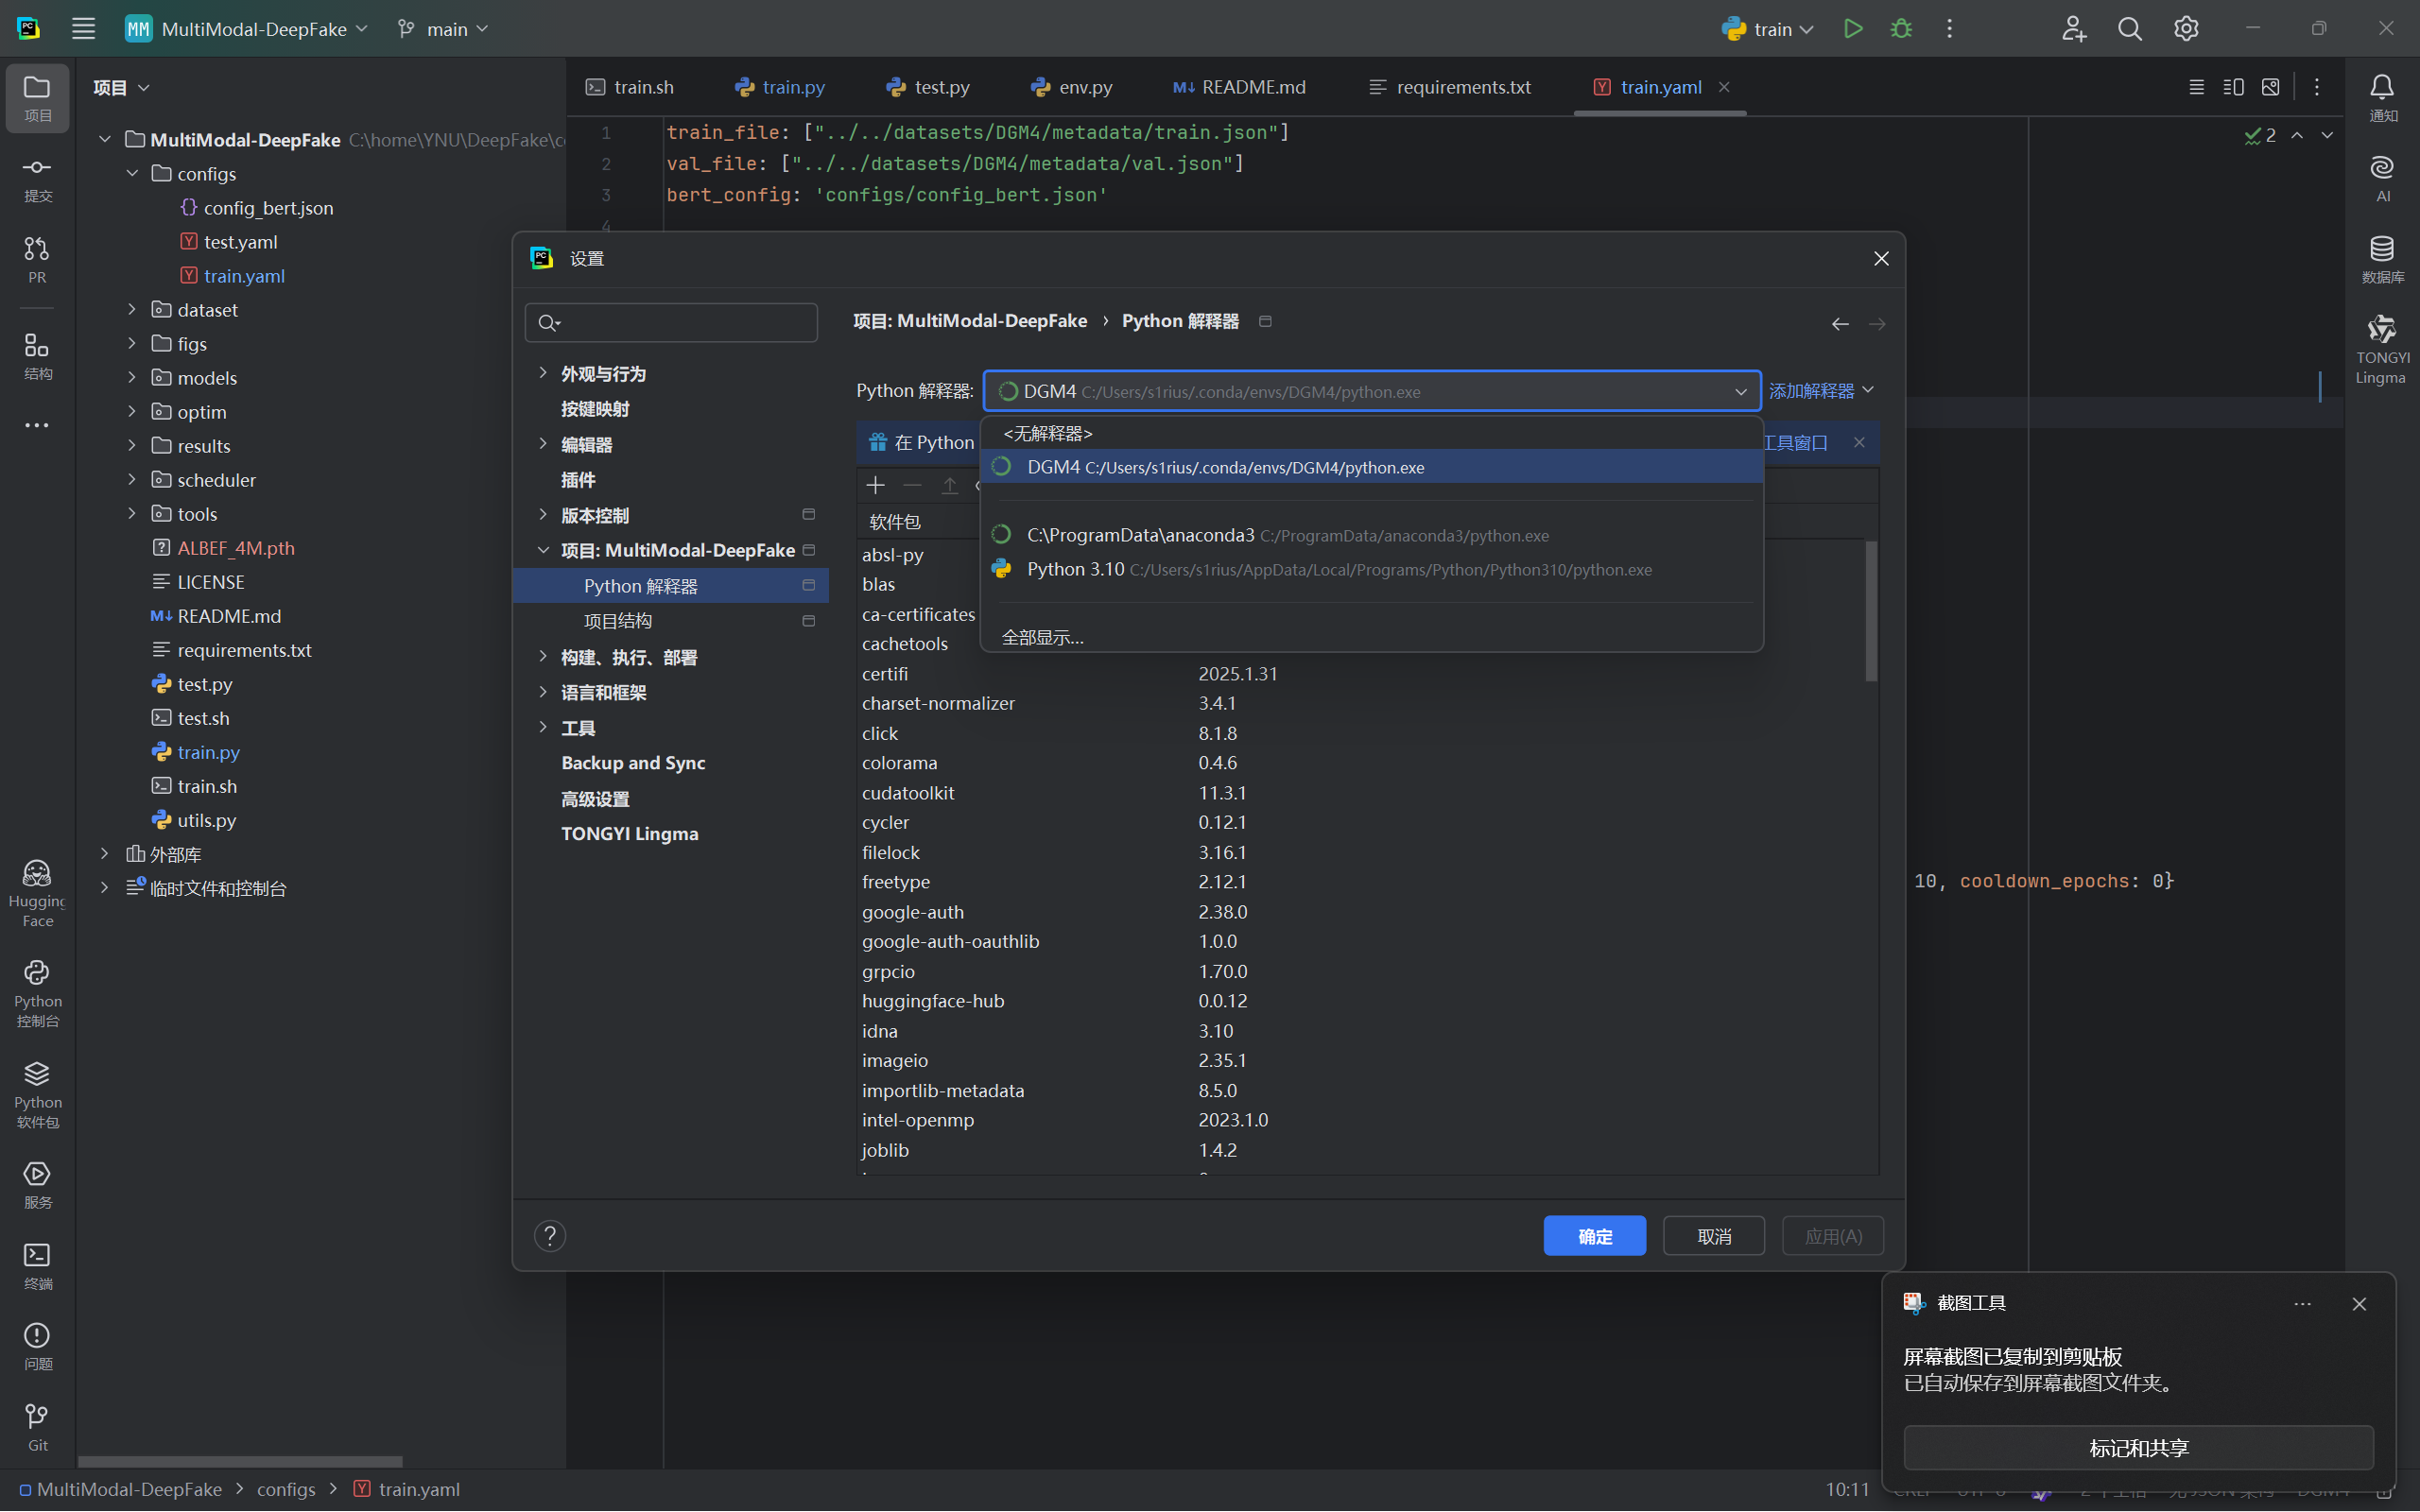 MM MultiModal-DeepFake main train
项目
提交
PR
结构
Hugging
Face
Python
控制台
Python
软件包
服务
终端
问题
Git
项目
MultiModal-DeepFake C:\home\YNU\DeepFake\c
configs
config_bert.json
test.yaml
train.yaml
dataset
figs
models
optim
results
scheduler
tools
ALBEF_4M.pth
LICENSE
README.md
requirements.txt
test.py
test.sh
train.py
train.sh
utils.py
外部库
临时文件和控制台
train.sh train.py test.py env.py README.md requirements.txt train.yaml
2
1 train_file: ["../../datasets/DGM4/metadata/train.json"]
2 val_file: ["../../datasets/DGM4/metadata/val.json"]
3 bert_config: 'configs/config_bert.json'
4
10, cooldown_epochs: 0}
设置
外观与行为
按键映射
编辑器
插件
版本控制
项目: MultiModal-DeepFake
Python 解释器
项目结构
构建、执行、部署
语言和框架
工具
Backup and Sync
高级设置
TONGYI Lingma
项目: MultiModal-DeepFake › Python 解释器
Python 解释器: DGM4 C:/Users/s1rius/.conda/envs/DGM4/python.exe 添加解释器
在 Python 工具窗口
<无解释器>
DGM4 C:/Users/s1rius/.conda/envs/DGM4/python.exe
C:\ProgramData\anaconda3 C:/ProgramData/anaconda3/python.exe
Python 3.10 C:/Users/s1rius/AppData/Local/Programs/Python/Python310/python.exe
全部显示...
软件包
absl-py
blas
ca-certificates
cachetools
certifi 2025.1.31
charset-normalizer 3.4.1
click 8.1.8
colorama 0.4.6
cudatoolkit 11.3.1
cycler 0.12.1
filelock 3.16.1
freetype 2.12.1
google-auth 2.38.0
google-auth-oauthlib 1.0.0
grpcio 1.70.0
huggingface-hub 0.0.12
idna 3.10
imageio 2.35.1
importlib-metadata 8.5.0
intel-openmp 2023.1.0
joblib 1.4.2
?
确定 取消 应用(A)
通知
AI
数据库
TONGYI
Lingma
截图工具
屏幕截图已复制到剪贴板
已自动保存到屏幕截图文件夹。
标记和共享
MultiModal-DeepFake › configs › train.yaml
10:11